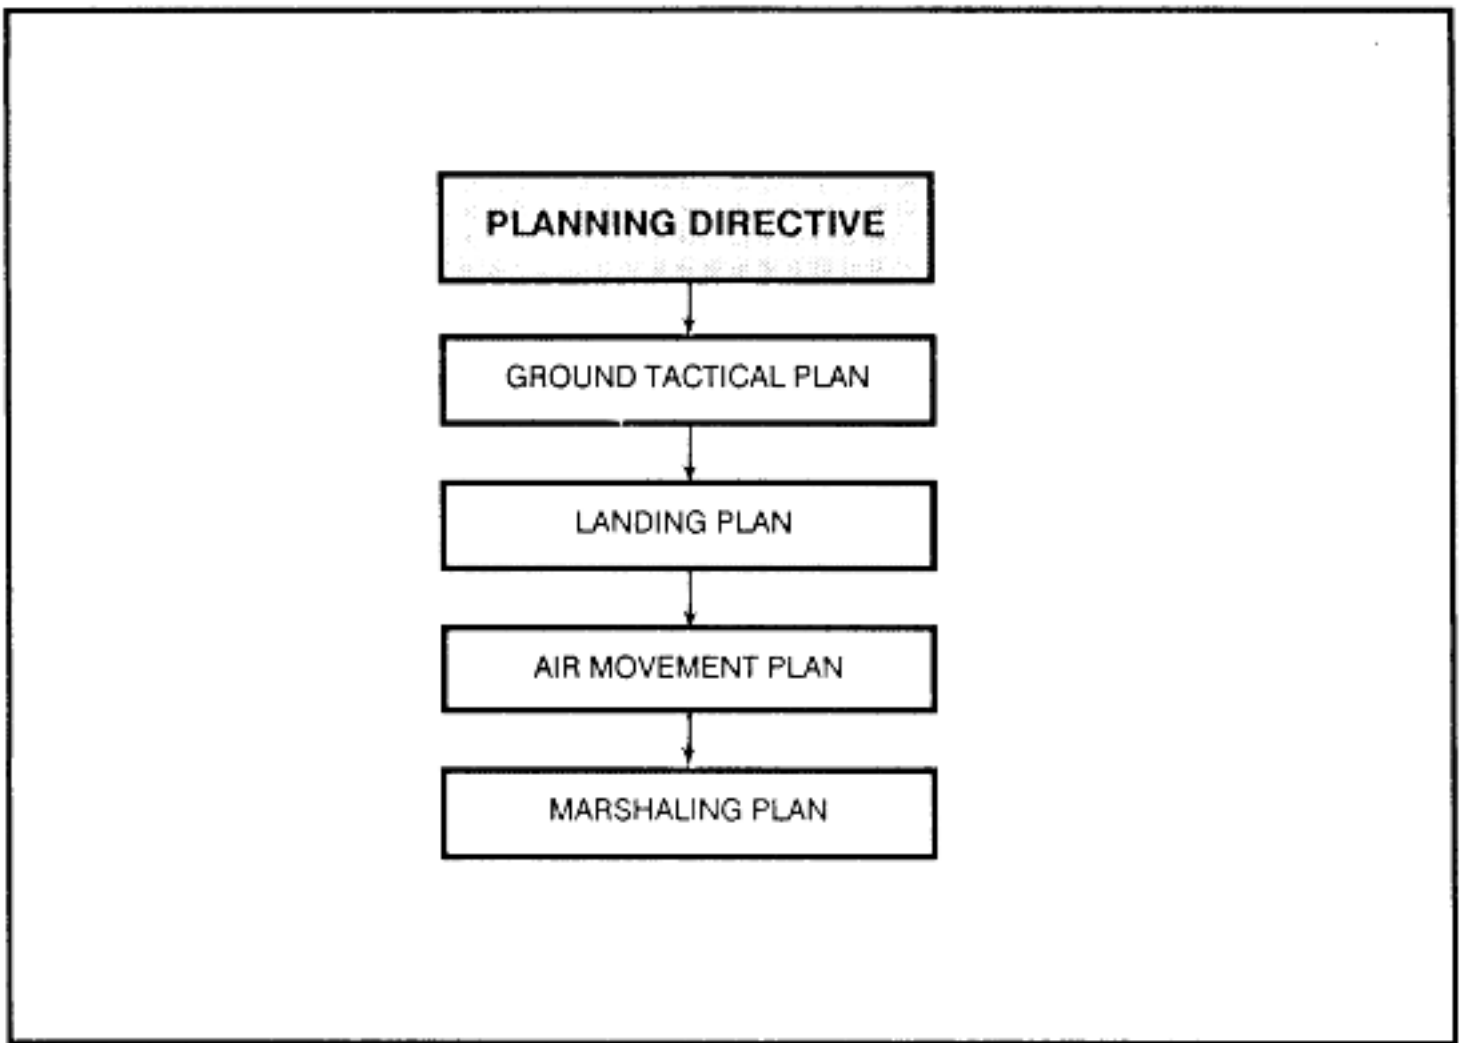 PLANNING DIRECTIVE
GROUND TACTICAL PLAN
LANDING PLAN
AIR MOVEMENT PLAN
MARSHALING PLAN